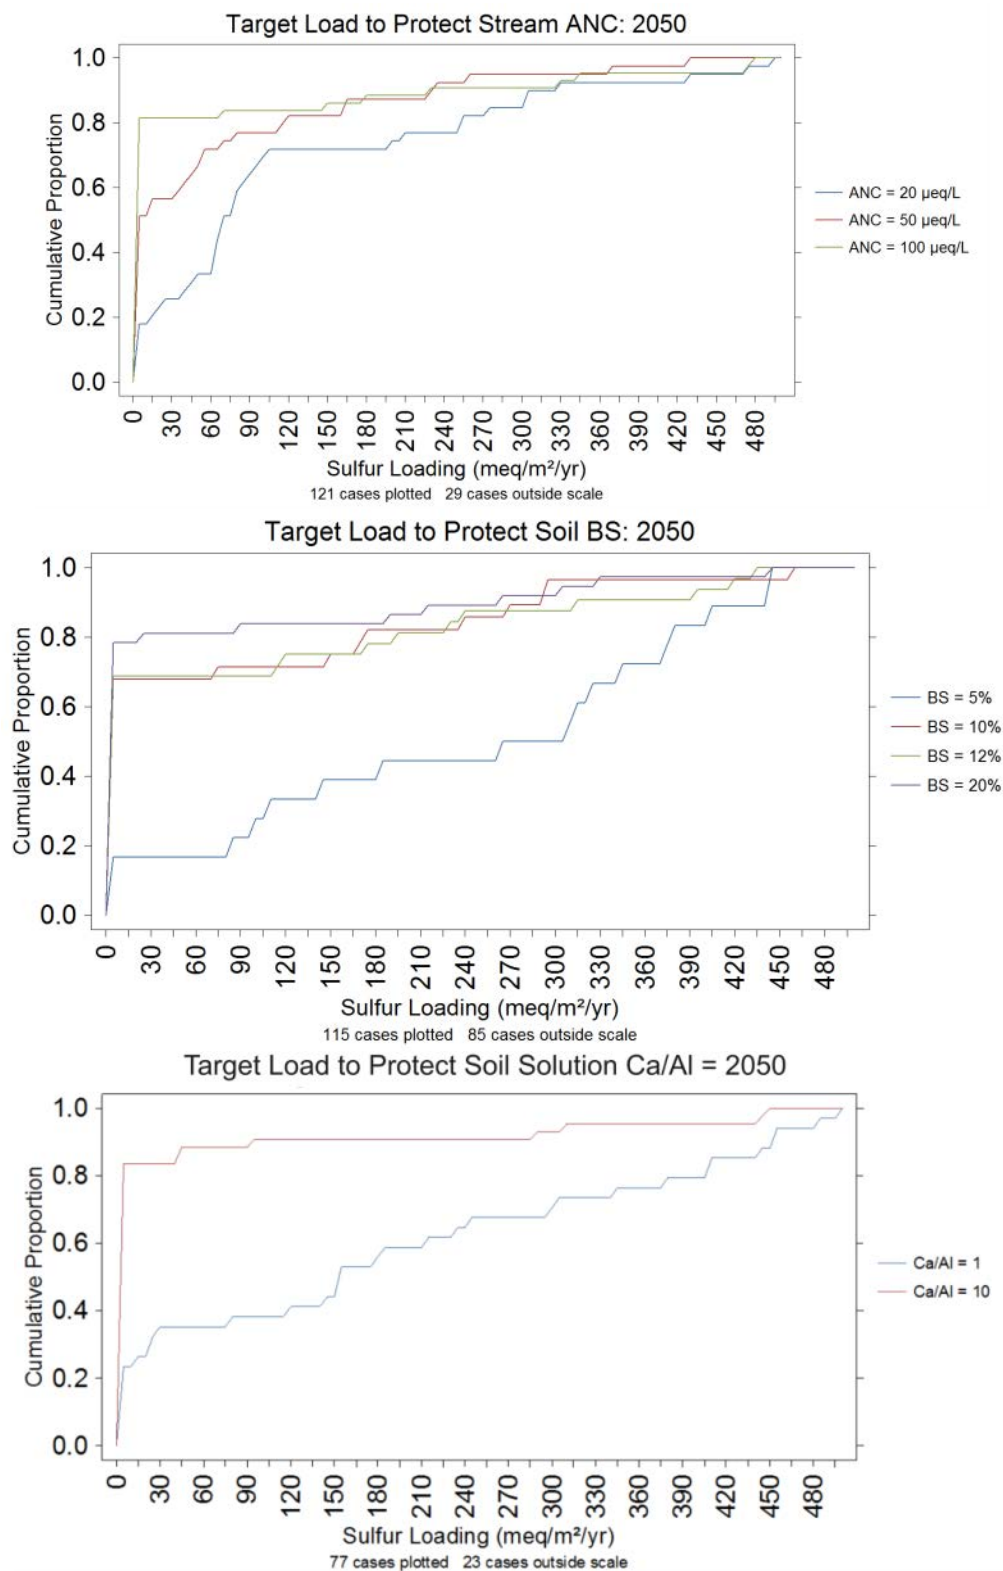 Target Load to Protect Stream ANC: 2050
Cumulative Proportion
1.0
0.8
0.6
0.4
0.2
0.0
0 30 60 90 120 150 180 210 240 270 300 330 360 390 420 450 480
Sulfur Loading (meq/m²/yr)
121 cases plotted 29 cases outside scale
ANC = 20 µeq/L
ANC = 50 µeq/L
ANC = 100 µeq/L
Target Load to Protect Soil BS: 2050
Cumulative Proportion
1.0
0.8
0.6
0.4
0.2
0.0
0 30 60 90 120 150 180 210 240 270 300 330 360 390 420 450 480
Sulfur Loading (meq/m²/yr)
115 cases plotted 85 cases outside scale
BS = 5%
BS = 10%
BS = 12%
BS = 20%
Target Load to Protect Soil Solution Ca/Al = 2050
Cumulative Proportion
1.0
0.8
0.6
0.4
0.2
0.0
0 30 60 90 120 150 180 210 240 270 300 330 360 390 420 450 480
Sulfur Loading (meq/m²/yr)
77 cases plotted 23 cases outside scale
Ca/Al = 1
Ca/Al = 10